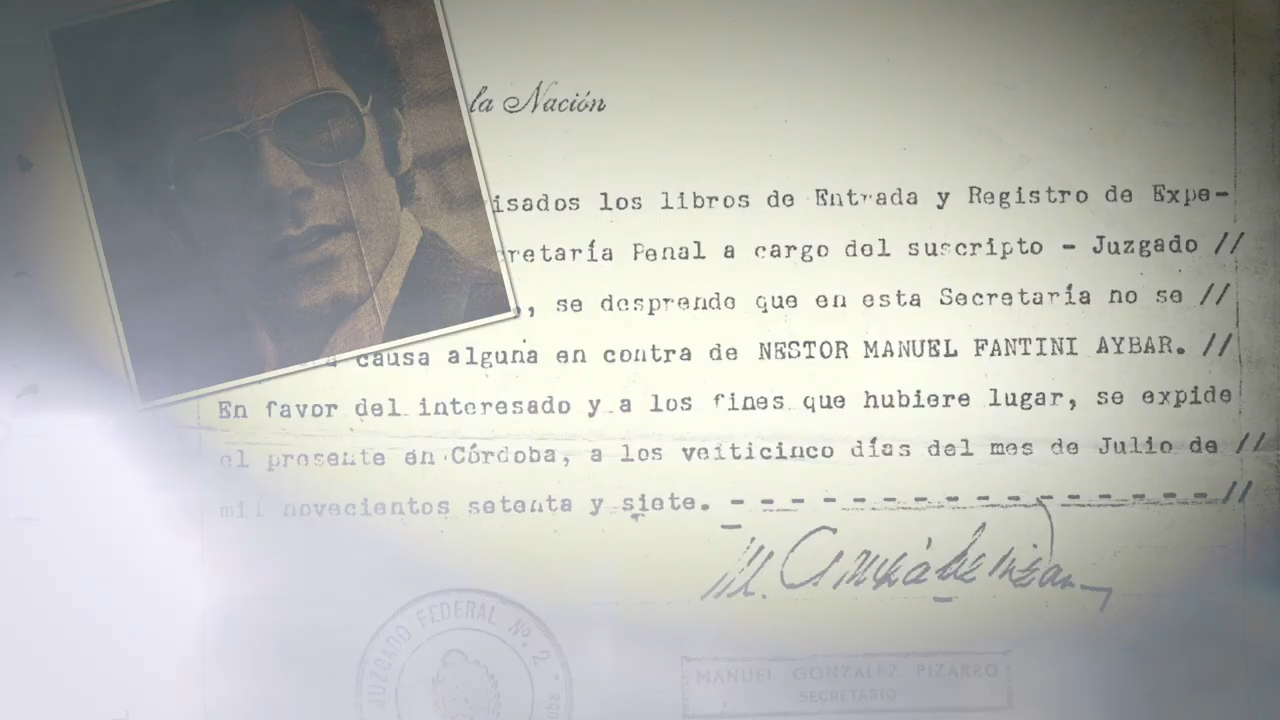 la Nación
isados los libros de Entrada y Registro de Expe-
retaría Penal a cargo del suscripto - Juzgado //
, se desprende que en esta Secretaría no se //
a causa alguna en contra de NESTOR MANUEL FANTINI AYBAR. //
En favor del interesado y a los fines que hubiere lugar, se expide
el presente en Córdoba, a los veiticinco días del mes de Julio de //
mil novecientos setenta y siete. - - - - - - - - - - - - - - - - //
JUZGADO FEDERAL Nº. 2
MANUEL GONZALEZ PIZARRO
SECRETARIO